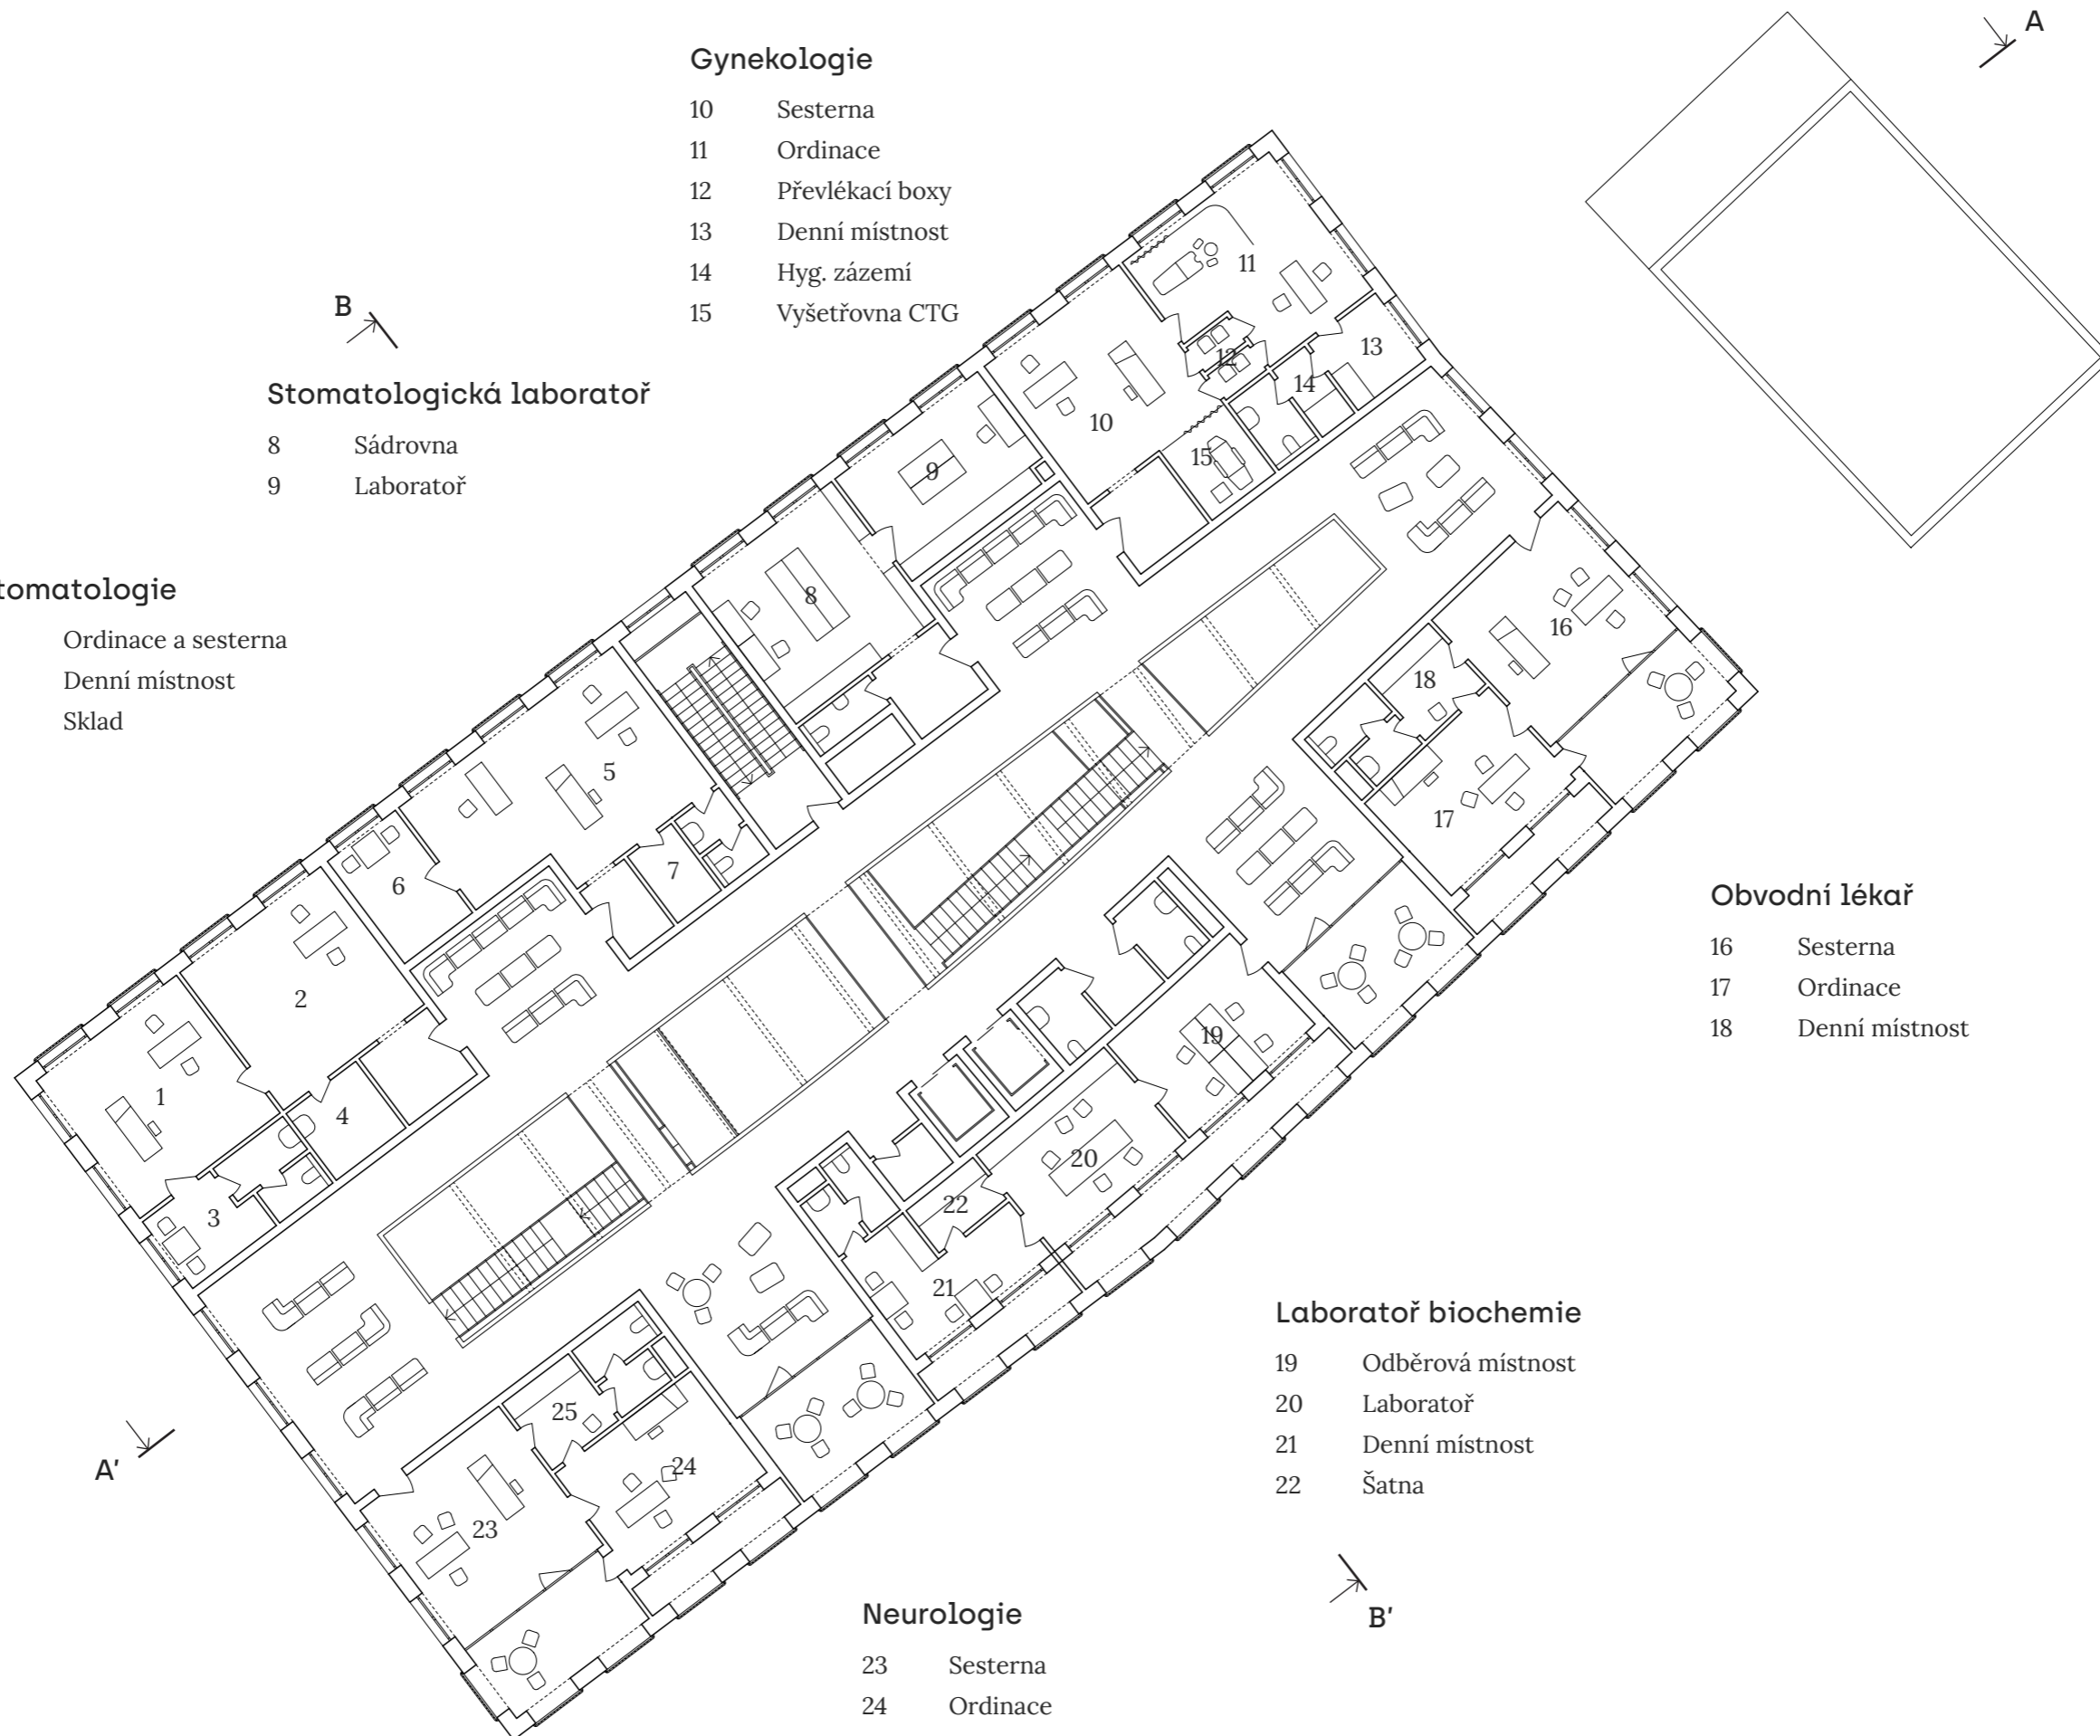 A
Gynekologie
10 Sesterna
11 Ordinace
12 Převlékací boxy
13 Denní místnost
14 Hyg. zázemí
15 Vyšetřovna CTG
B
Stomatologická laboratoř
8 Sádrovna
9 Laboratoř
tomatologie
Ordinace a sesterna
Denní místnost
Sklad
11
12
13
14
10
15
9
8
16
18
17
5
7
6
2
1
4
3
19
20
22
21
25
24
23
Obvodní lékař
16 Sesterna
17 Ordinace
18 Denní místnost
Laboratoř biochemie
19 Odběrová místnost
20 Laboratoř
21 Denní místnost
22 Šatna
A'
B'
Neurologie
23 Sesterna
24 Ordinace